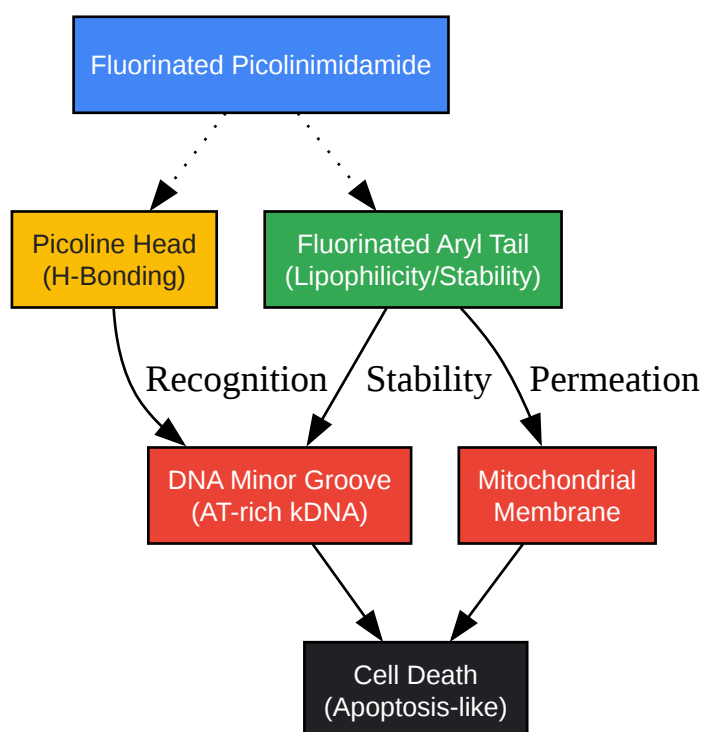 Fluorinated Picolinimidamide
Picoline Head
(H-Bonding)
Fluorinated Aryl Tail
(Lipophilicity/Stability)
Recognition
Stability
Permeation
DNA Minor Groove
(AT-rich kDNA)
Mitochondrial
Membrane
Cell Death
(Apoptosis-like)